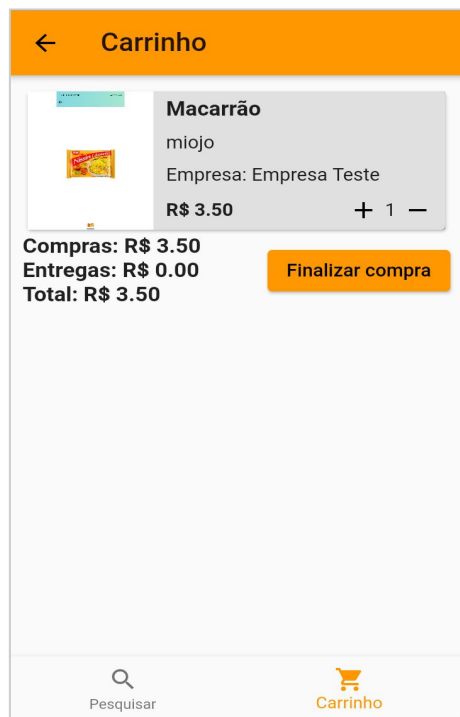 Carrinho
Macarrão
miojo
Empresa: Empresa Teste
R$ 3.50
1
Compras: R$ 3.50
Entregas: R$ 0.00
Total: R$ 3.50
Finalizar compra
Pesquisar
Carrinho